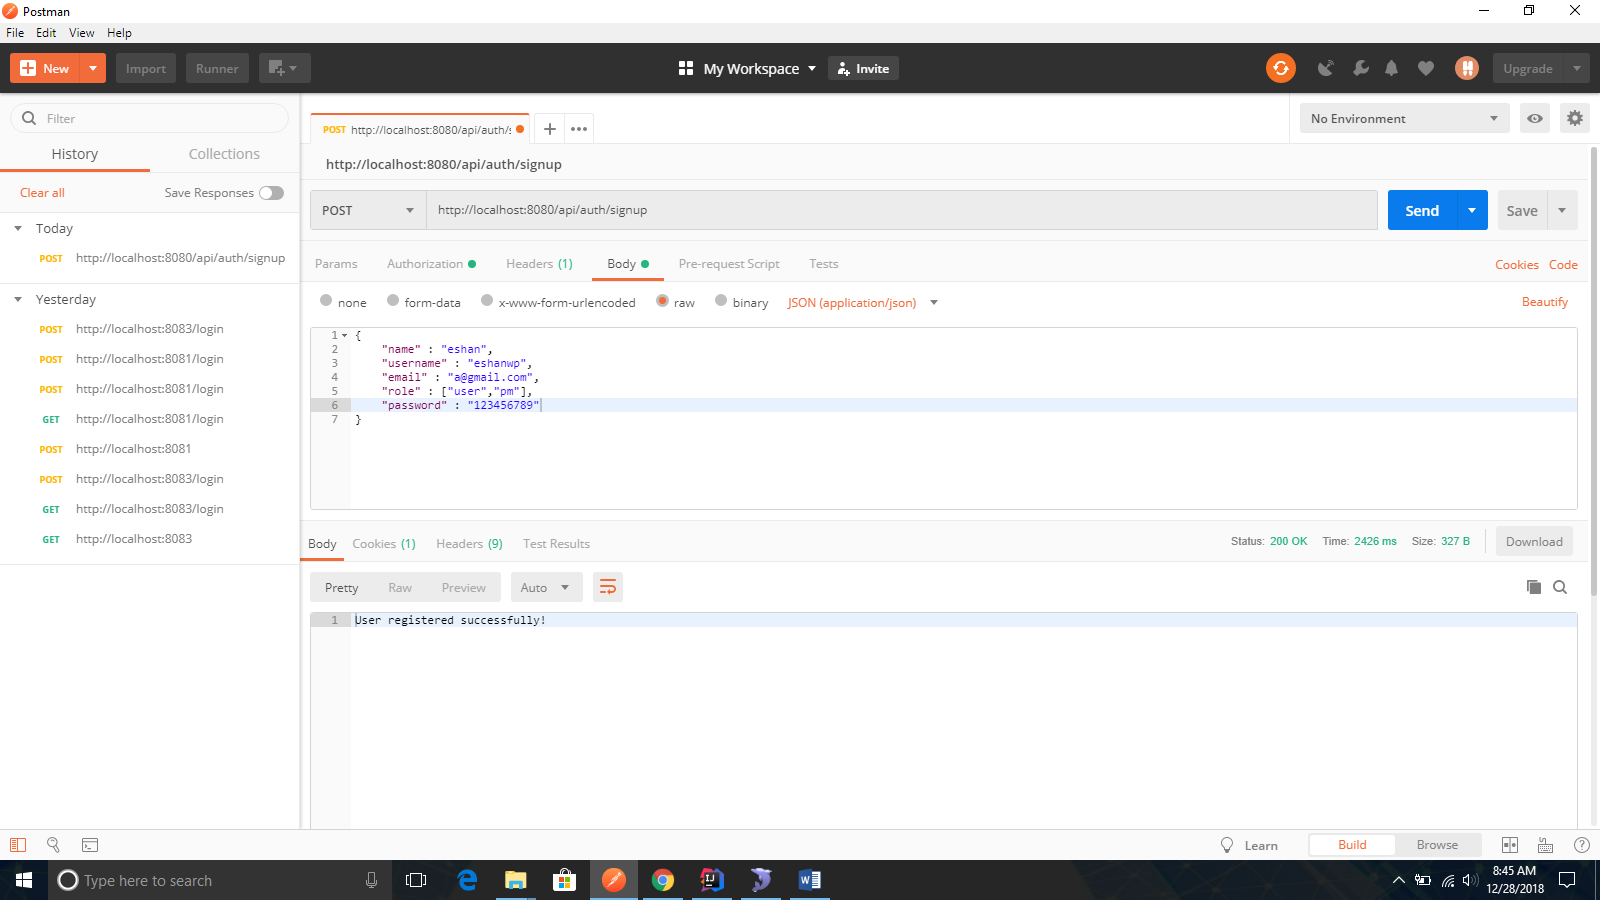 Postman
File Edit View Help
New Import Runner My Workspace Invite Upgrade
Filter
History Collections
Clear all Save Responses
Today
POST http://localhost:8080/api/auth/signup
Yesterday
POST http://localhost:8083/login
POST http://localhost:8081/login
POST http://localhost:8081/login
GET http://localhost:8081/login
POST http://localhost:8081
POST http://localhost:8083/login
GET http://localhost:8083/login
GET http://localhost:8083
POST http://localhost:8080/api/auth/s
No Environment
http://localhost:8080/api/auth/signup
POST http://localhost:8080/api/auth/signup Send Save
Params Authorization Headers (1) Body Pre-request Script Tests Cookies Code
none form-data x-www-form-urlencoded raw binary JSON (application/json) Beautify
1 {
2 "name" : "eshan",
3 "username" : "eshanwp",
4 "email" : "a@gmail.com",
5 "role" : ["user","pm"],
6 "password" : "123456789"
7 }
Body Cookies (1) Headers (9) Test Results Status: 200 OK Time: 2426 ms Size: 327 B Download
Pretty Raw Preview Auto
1 User registered successfully!
Learn Build Browse
Type here to search
8:45 AM
12/28/2018